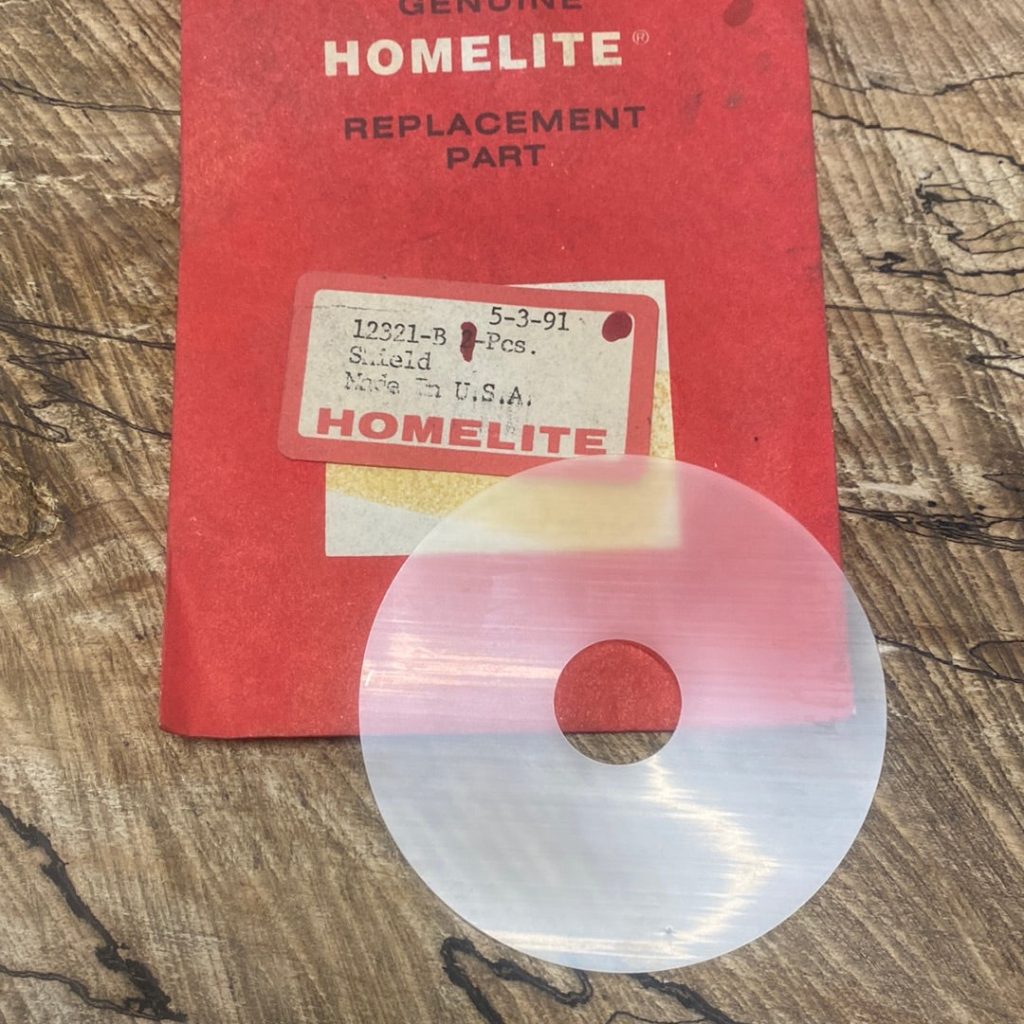 GENUINE
HOMELITE®
REPLACEMENT
PART
5-3-91
12321-B 2-Pcs.
Shield
Made In U.S.A.
HOMELITE